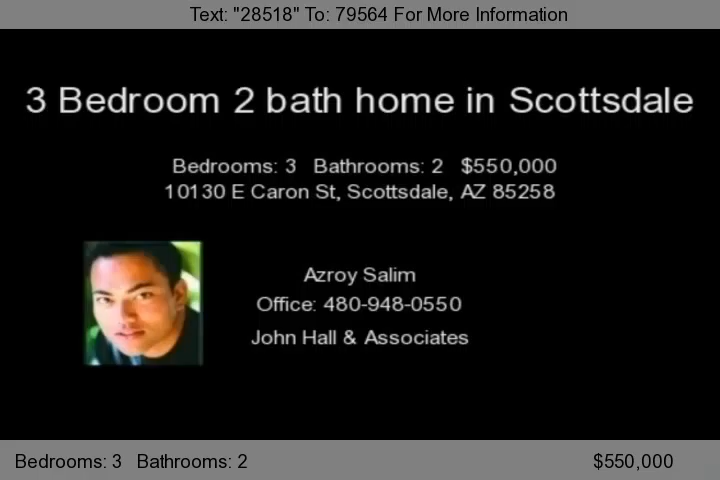 Text: "28518" To: 79564 For More Information
3 Bedroom 2 bath home in Scottsdale
Bedrooms: 3 Bathrooms: 2 $550,000
10130 E Caron St, Scottsdale, AZ 85258
Azroy Salim
Office: 480-948-0550
John Hall & Associates
Bedrooms: 3 Bathrooms: 2 $550,000